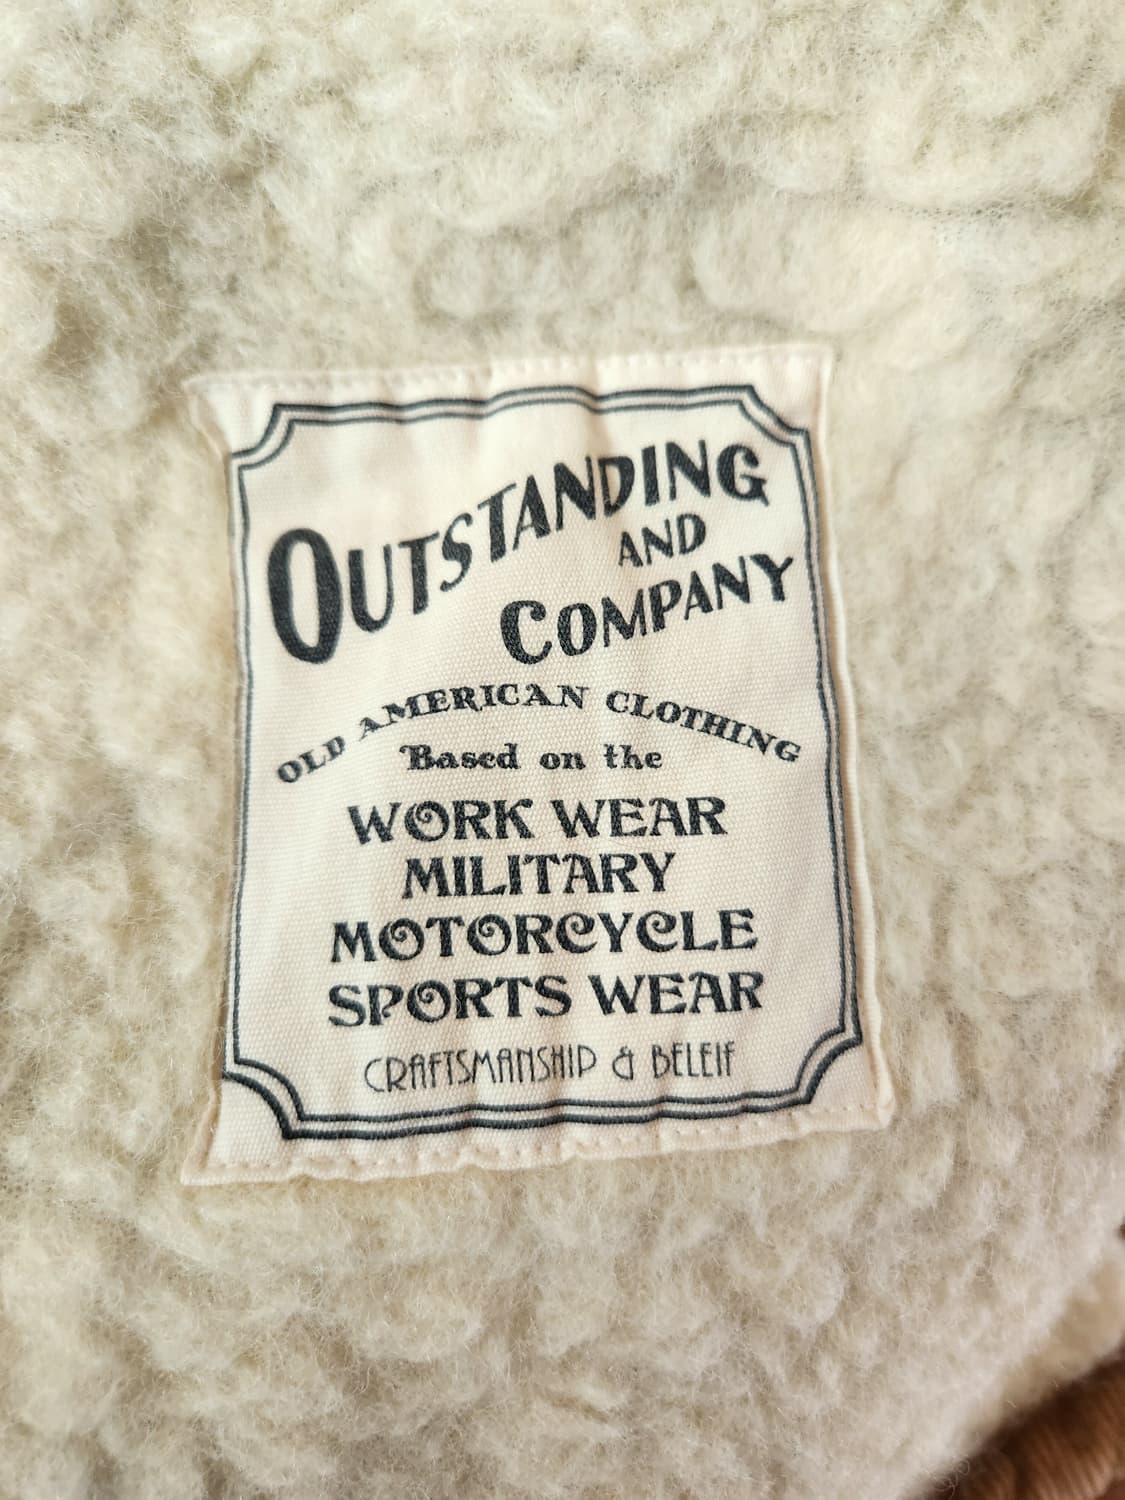 OUTSTANDING
AND
COMPANY
OLD AMERICAN CLOTHING
Based on the
WORK WEAR
MILITARY
MOTORCYCLE
SPORTS WEAR
CRAFTSMANSHIP & BELEIF